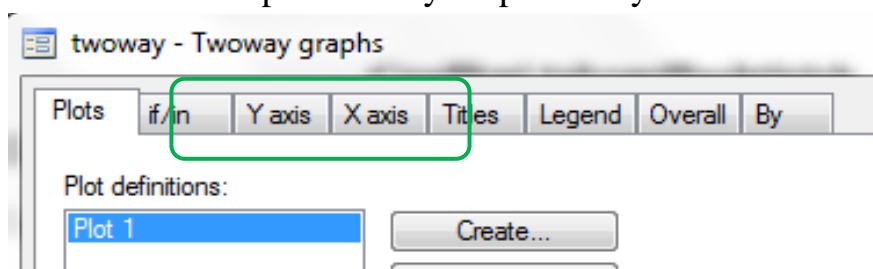 twoway - Twoway graphs
Plots if/in Y axis X axis Titles Legend Overall By
Plot definitions:
Plot 1
Create...